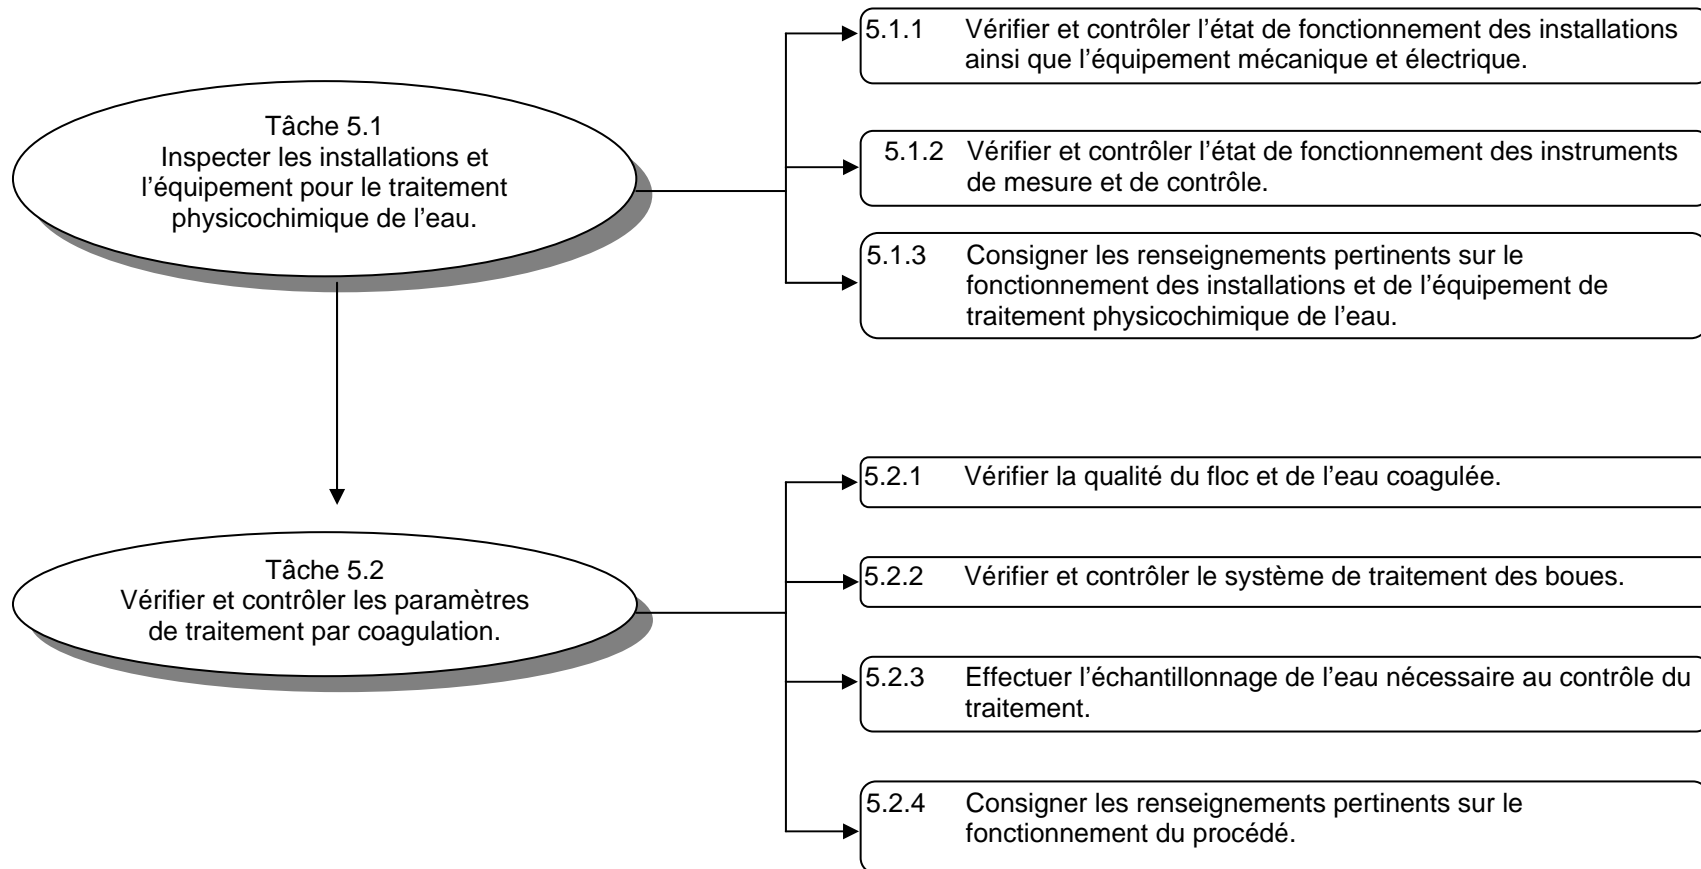 Tâche 5.1
Inspecter les installations et
l’équipement pour le traitement
physicochimique de l’eau.
5.1.1 Vérifier et contrôler l’état de fonctionnement des installations
ainsi que l’équipement mécanique et électrique.
5.1.2 Vérifier et contrôler l’état de fonctionnement des instruments
de mesure et de contrôle.
5.1.3 Consigner les renseignements pertinents sur le
fonctionnement des installations et de l’équipement de
traitement physicochimique de l’eau.
Tâche 5.2
Vérifier et contrôler les paramètres
de traitement par coagulation.
5.2.1 Vérifier la qualité du floc et de l’eau coagulée.
5.2.2 Vérifier et contrôler le système de traitement des boues.
5.2.3 Effectuer l’échantillonnage de l’eau nécessaire au contrôle du
traitement.
5.2.4 Consigner les renseignements pertinents sur le
fonctionnement du procédé.